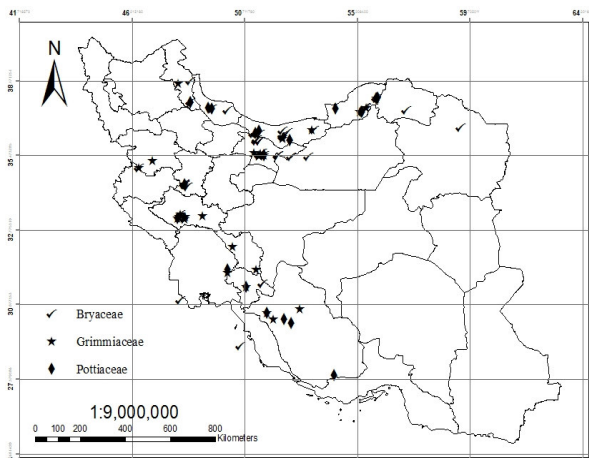 41 46 50 55 59 64
N
38
35
32
30
27
Bryaceae
Grimmiaceae
Pottiaceae
1:9,000,000
0 100 200 400 600 800
Kilometers